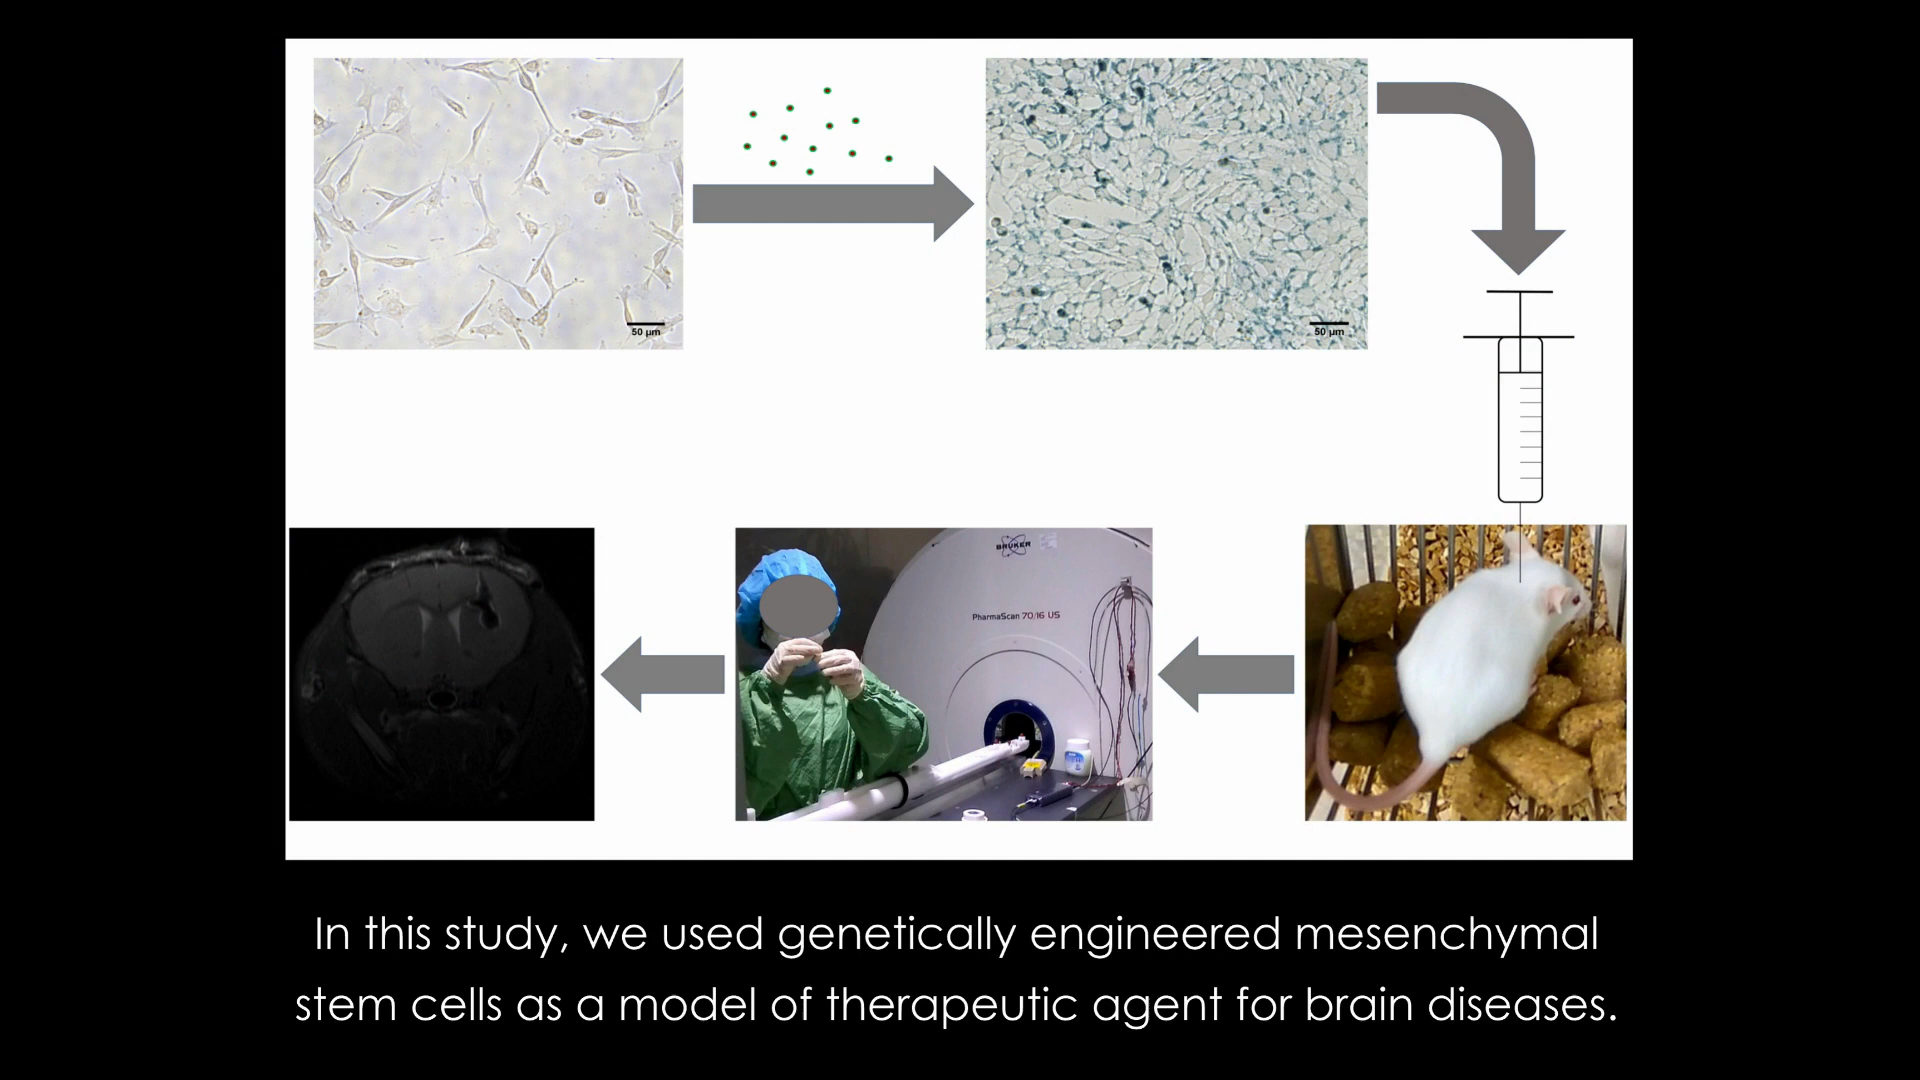 50 µm
50 µm
BRUKER
PharmaScan 70/16 US
In this study, we used genetically engineered mesenchymal
stem cells as a model of therapeutic agent for brain diseases.